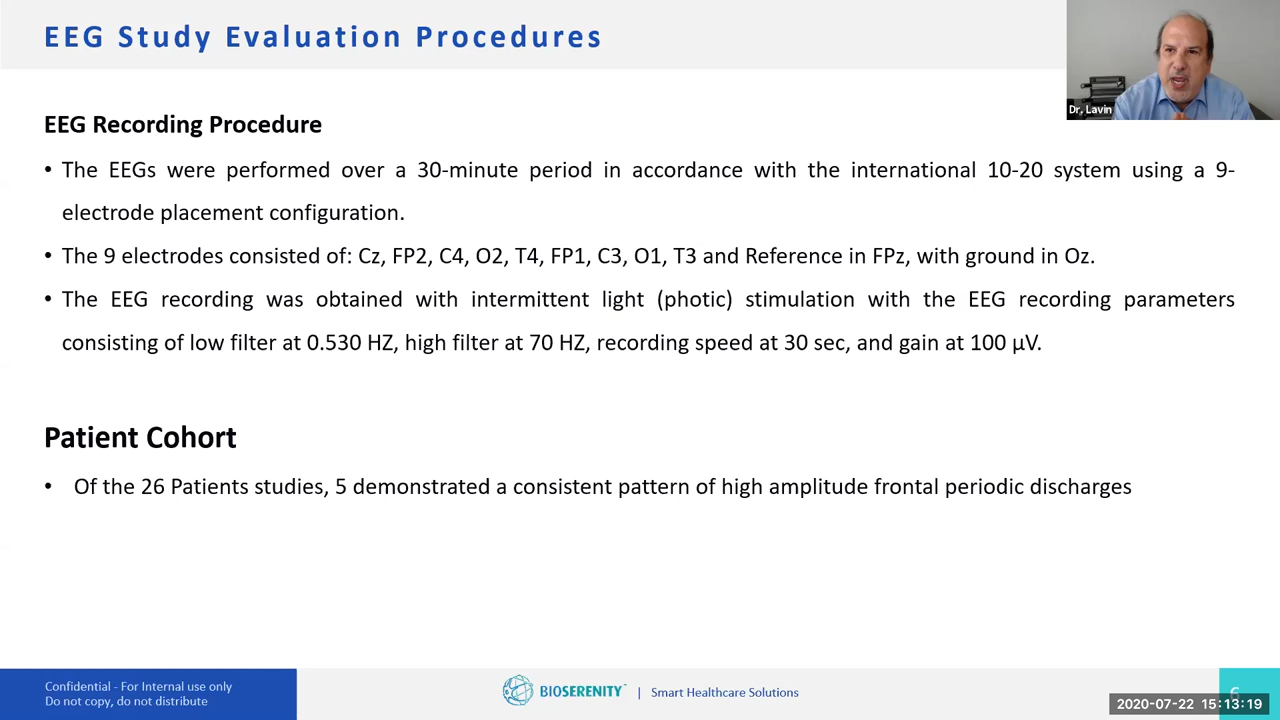 EEG Study Evaluation Procedures
Dr, Lavin
EEG Recording Procedure
• The EEGs were performed over a 30-minute period in accordance with the international 10-20 system using a 9-
electrode placement configuration.
• The 9 electrodes consisted of: Cz, FP2, C4, O2, T4, FP1, C3, O1, T3 and Reference in FPz, with ground in Oz.
• The EEG recording was obtained with intermittent light (photic) stimulation with the EEG recording parameters
consisting of low filter at 0.530 HZ, high filter at 70 HZ, recording speed at 30 sec, and gain at 100 µV.
Patient Cohort
• Of the 26 Patients studies, 5 demonstrated a consistent pattern of high amplitude frontal periodic discharges
Confidential - For Internal use only
Do not copy, do not distribute
BIOSERENITY™ | Smart Healthcare Solutions
6
2020-07-22 15:13:19